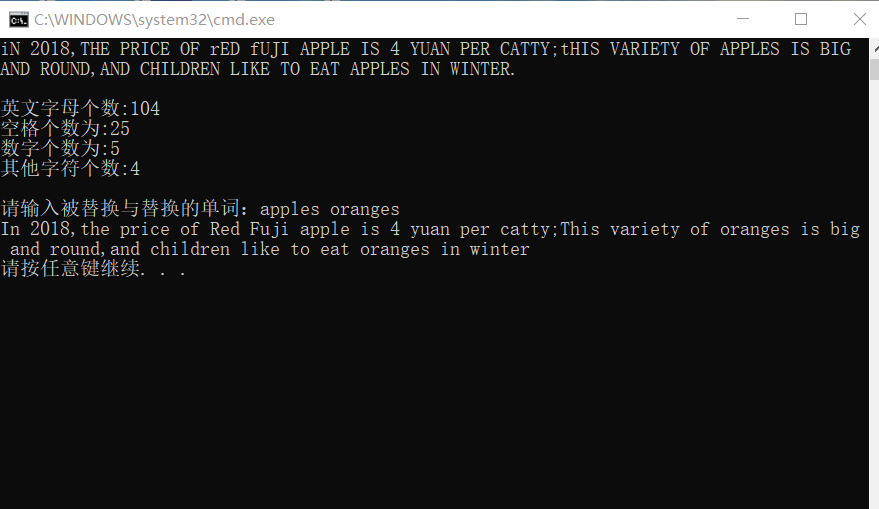 C:\WINDOWS\system32\cmd.exe
iN 2018,THE PRICE OF rED fUJI APPLE IS 4 YUAN PER CATTY;tHIS VARIETY OF APPLES IS BIG
AND ROUND,AND CHILDREN LIKE TO EAT APPLES IN WINTER.
英文字母个数:104
空格个数为:25
数字个数为:5
其他字符个数:4
请输入被替换与替换的单词: apples oranges
In 2018,the price of Red Fuji apple is 4 yuan per catty;This variety of oranges is big
and round,and children like to eat oranges in winter
请按任意键继续. . .